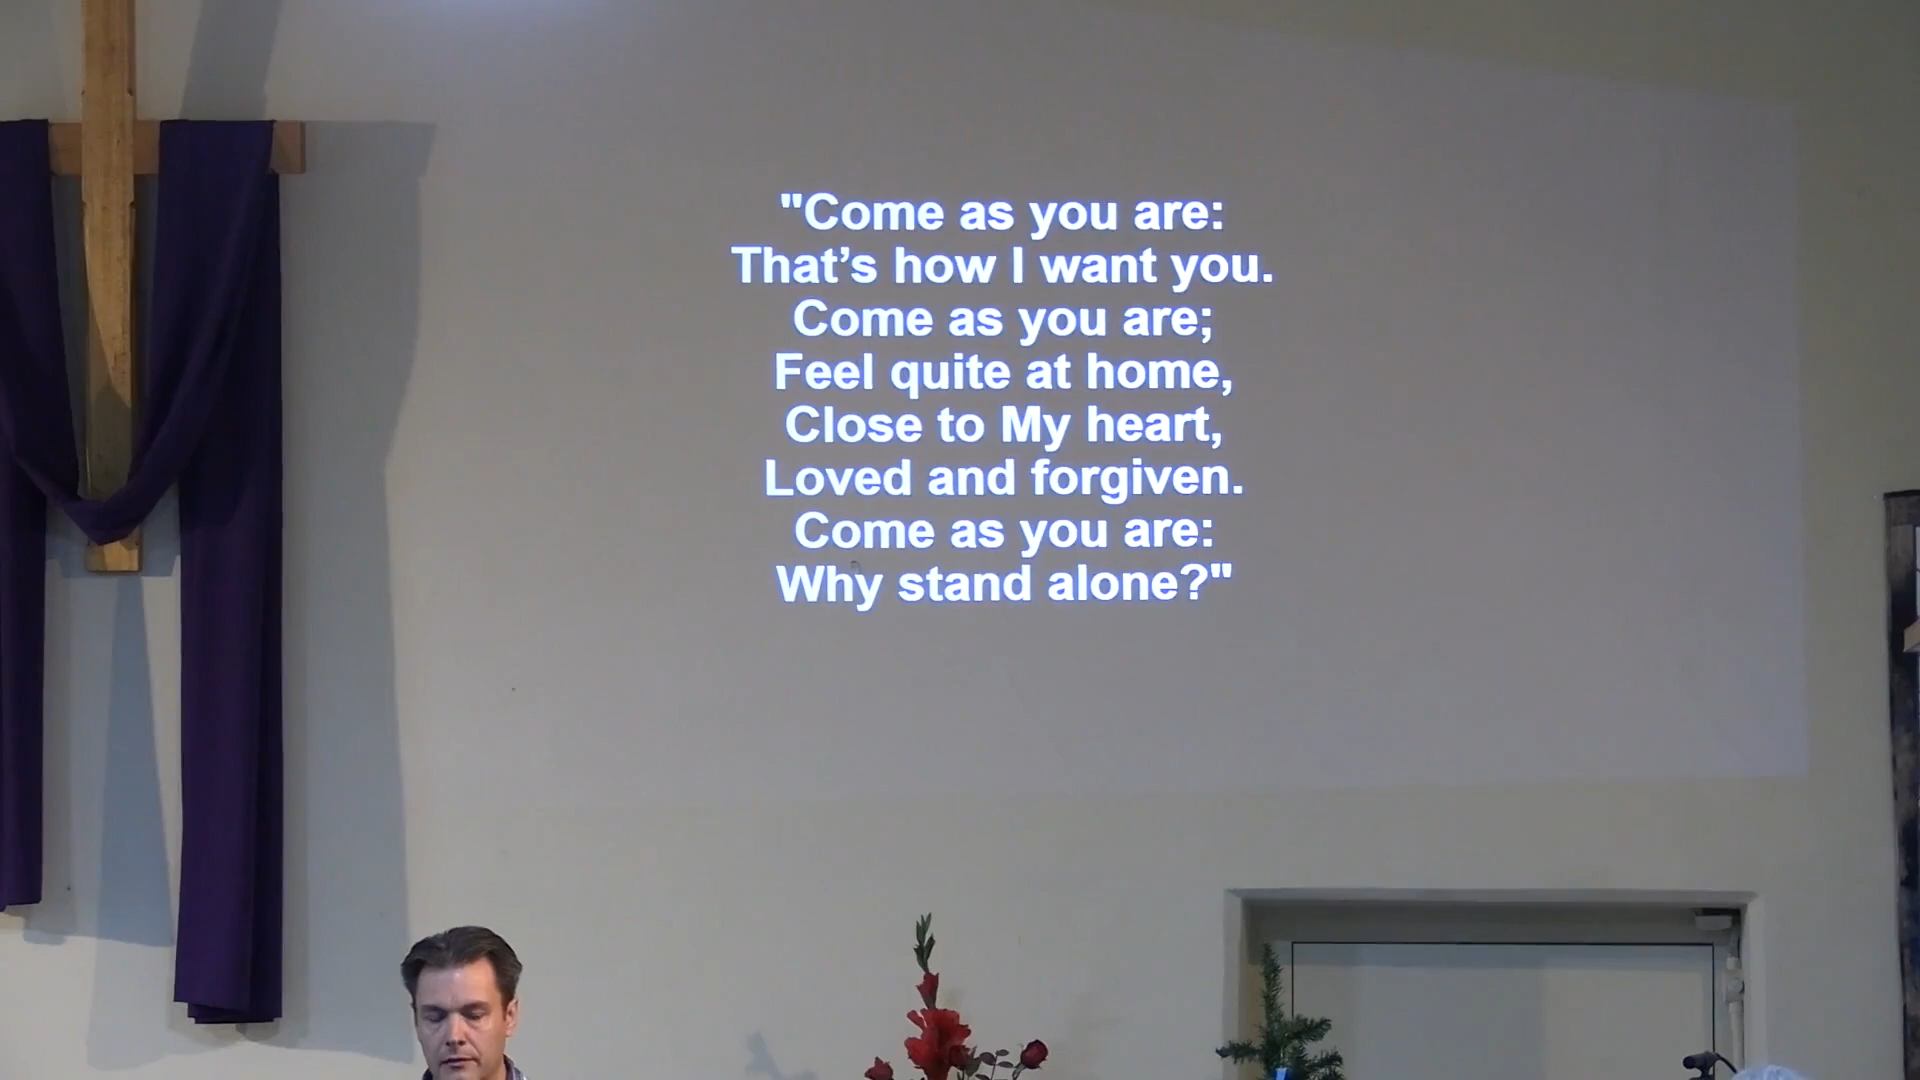 "Come as you are:
That’s how I want you.
Come as you are;
Feel quite at home,
Close to My heart,
Loved and forgiven.
Come as you are:
Why stand alone?"